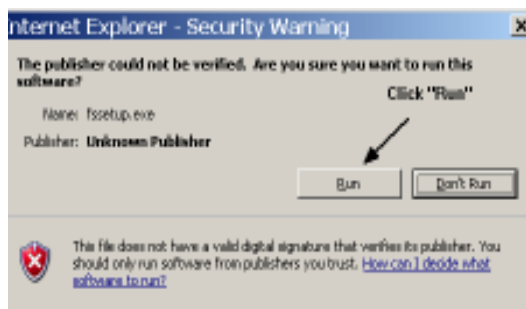 nternet Explorer - Security Warning
The publisher could not be verified. Are you sure you want to run this
software?
Click "Run"
Name: fssetup.exe
Publisher: Unknown Publisher
Run
Don't Run
This file does not have a valid digital signature that verifies its publisher. You
should only run software from publishers you trust. How can I decide what
software to run?